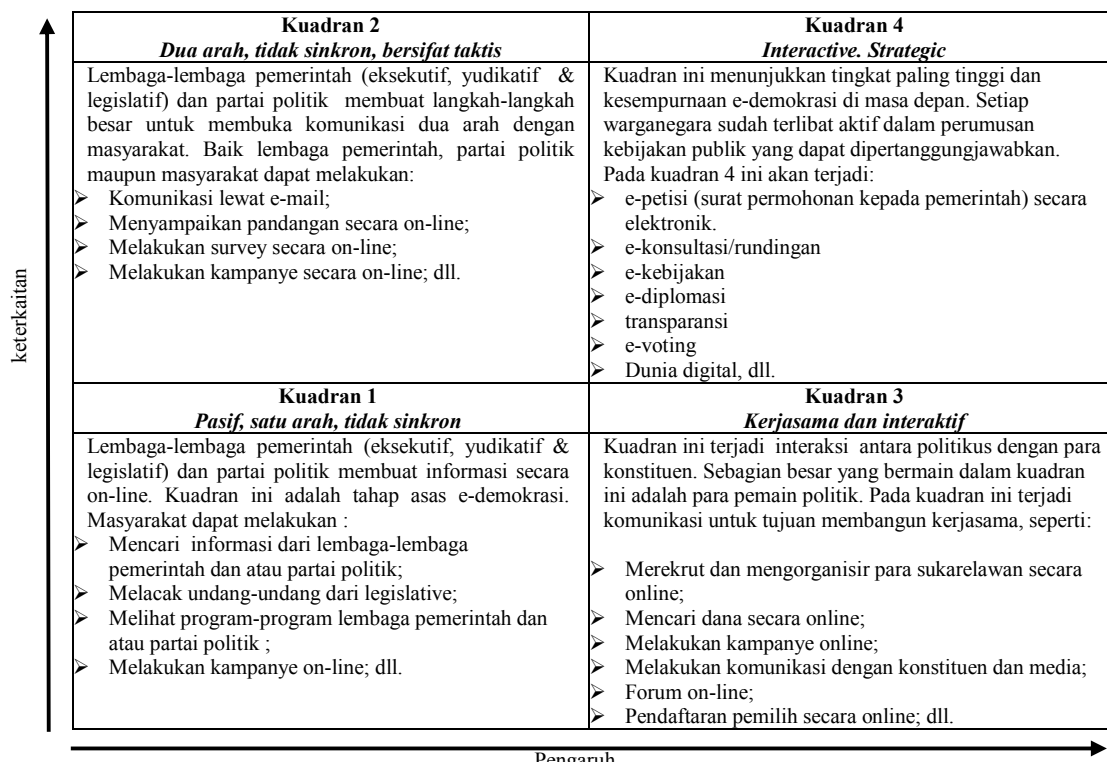 keterkaitan
Kuadran 2
Dua arah, tidak sinkron, bersifat taktis
Lembaga-lembaga pemerintah (eksekutif, yudikatif &
legislatif) dan partai politik membuat langkah-langkah
besar untuk membuka komunikasi dua arah dengan
masyarakat. Baik lembaga pemerintah, partai politik
maupun masyarakat dapat melakukan:
➢ Komunikasi lewat e-mail;
➢ Menyampaikan pandangan secara on-line;
➢ Melakukan survey secara on-line;
➢ Melakukan kampanye secara on-line; dll.
Kuadran 4
Interactive. Strategic
Kuadran ini menunjukkan tingkat paling tinggi dan
kesempurnaan e-demokrasi di masa depan. Setiap
warganegara sudah terlibat aktif dalam perumusan
kebijakan publik yang dapat dipertanggungjawabkan.
Pada kuadran 4 ini akan terjadi:
➢ e-petisi (surat permohonan kepada pemerintah) secara
elektronik.
➢ e-konsultasi/rundingan
➢ e-kebijakan
➢ e-diplomasi
➢ transparansi
➢ e-voting
➢ Dunia digital, dll.
Kuadran 1
Pasif, satu arah, tidak sinkron
Lembaga-lembaga pemerintah (eksekutif, yudikatif &
legislatif) dan partai politik membuat informasi secara
on-line. Kuadran ini adalah tahap asas e-demokrasi.
Masyarakat dapat melakukan :
➢ Mencari informasi dari lembaga-lembaga
pemerintah dan atau partai politik;
➢ Melacak undang-undang dari legislative;
➢ Melihat program-program lembaga pemerintah dan
atau partai politik ;
➢ Melakukan kampanye on-line; dll.
Kuadran 3
Kerjasama dan interaktif
Kuadran ini terjadi interaksi antara politikus dengan para
konstituen. Sebagian besar yang bermain dalam kuadran
ini adalah para pemain politik. Pada kuadran ini terjadi
komunikasi untuk tujuan membangun kerjasama, seperti:
➢ Merekrut dan mengorganisir para sukarelawan secara
online;
➢ Mencari dana secara online;
➢ Melakukan kampanye online;
➢ Melakukan komunikasi dengan konstituen dan media;
➢ Forum on-line;
➢ Pendaftaran pemilih secara online; dll.
Pengaruh